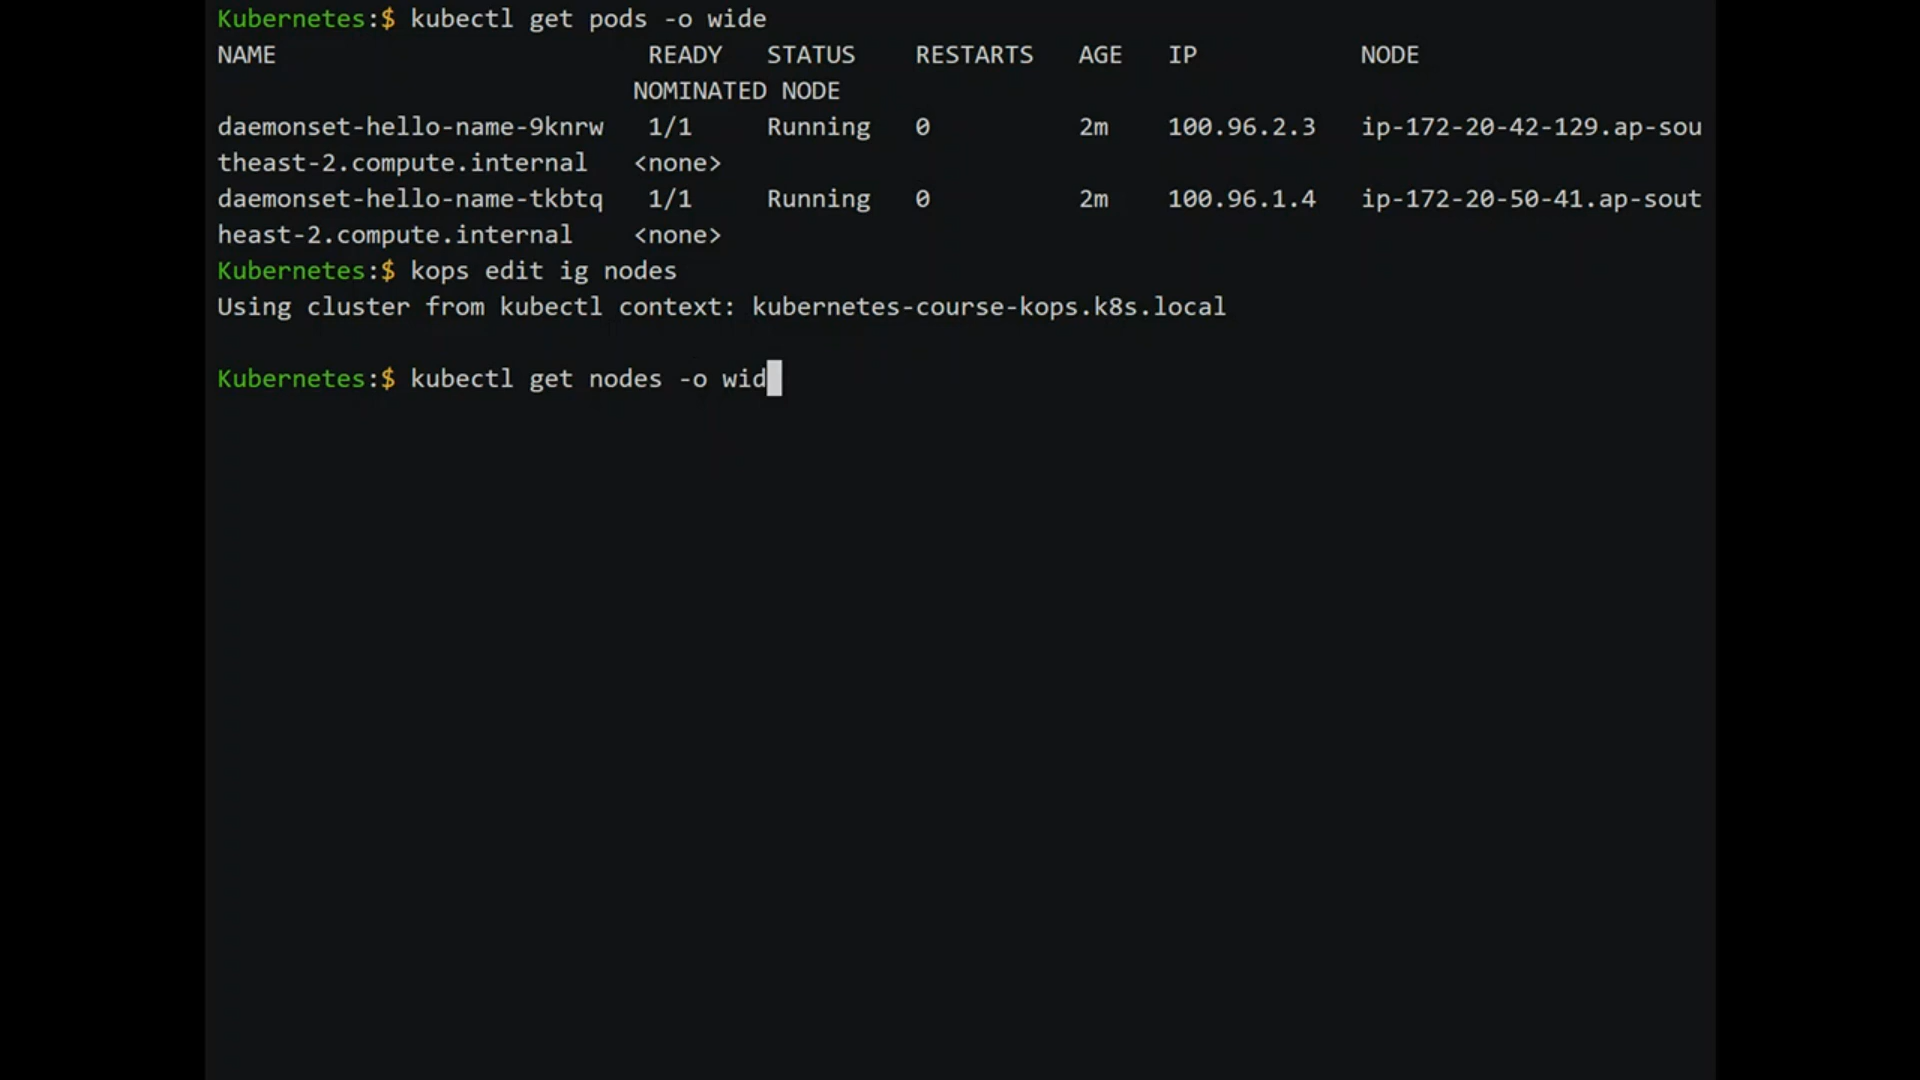 Kubernetes:$ kubectl get pods -o wide
NAME                         READY   STATUS    RESTARTS   AGE   IP          NODE
                            NOMINATED NODE
daemonset-hello-name-9knrw   1/1     Running   0          2m    100.96.2.3   ip-172-20-42-129.ap-sou
theast-2.compute.internal   <none>
daemonset-hello-name-tkbtq   1/1     Running   0          2m    100.96.1.4   ip-172-20-50-41.ap-sout
heast-2.compute.internal    <none>
Kubernetes:$ kops edit ig nodes
Using cluster from kubectl context: kubernetes-course-kops.k8s.local
Kubernetes:$ kubectl get nodes -o wid